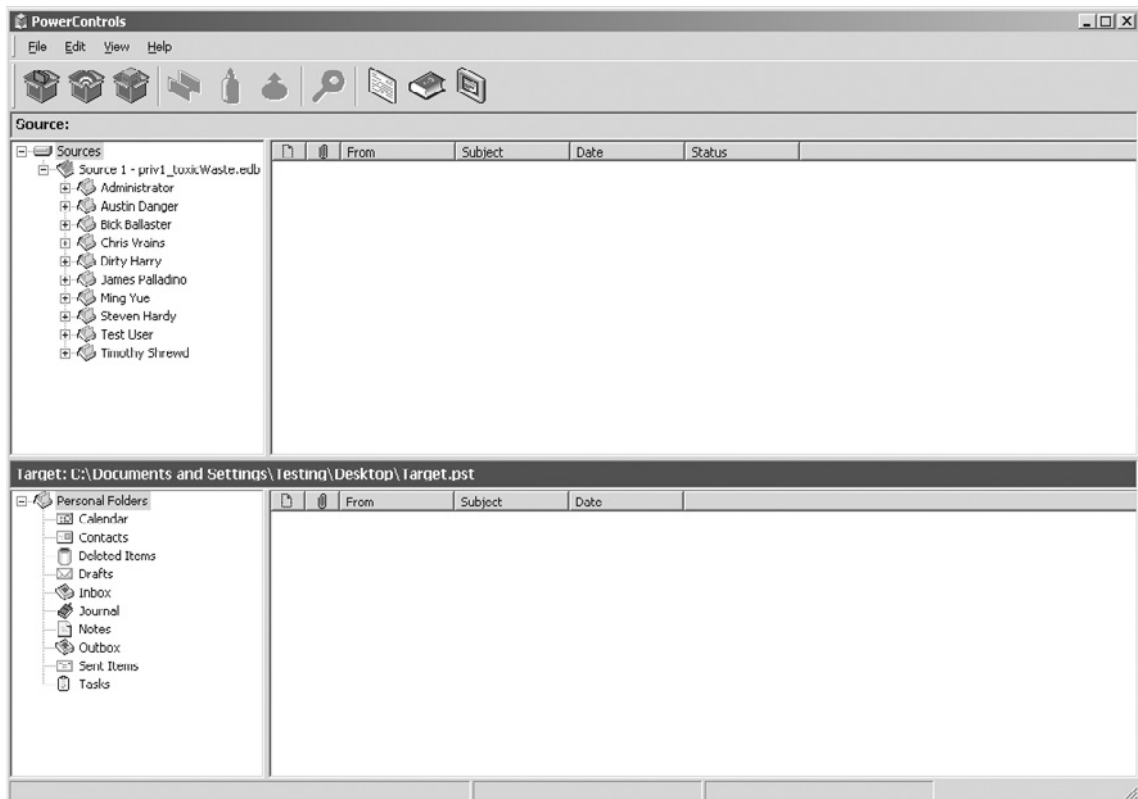 PowerControls
File Edit View Help
Source:
Sources
Source 1 - priv1_toxicWaste.edb
Administrator
Austin Danger
Bick Ballaster
Chris Vrains
Dirty Harry
James Palladino
Ming Yue
Steven Hardy
Test User
Timothy Shrewd
From Subject Date Status
Target: C:\Documents and Settings\Testing\Desktop\Target.pst
Personal Folders
Calendar
Contacts
Deleted Items
Drafts
Inbox
Journal
Notes
Outbox
Sent Items
Tasks
From Subject Date